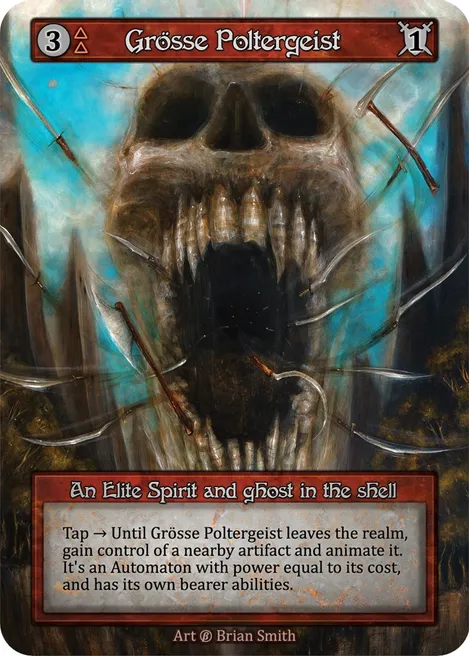 3 Grösse Poltergeist 1
An Elite Spirit and ghost in the shell
Tap → Until Grösse Poltergeist leaves the realm,
gain control of a nearby artifact and animate it.
It's an Automaton with power equal to its cost,
and has its own bearer abilities.
Art Brian Smith